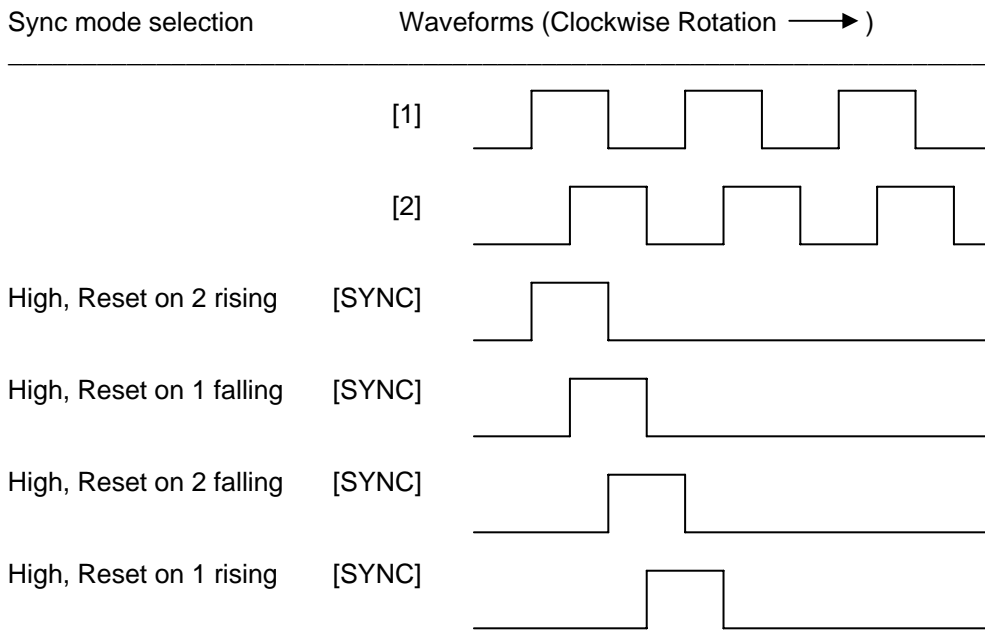 Sync mode selection Waveforms (Clockwise Rotation )
[1]
[2]
High, Reset on 2 rising [SYNC]
High, Reset on 1 falling [SYNC]
High, Reset on 2 falling [SYNC]
High, Reset on 1 rising [SYNC]